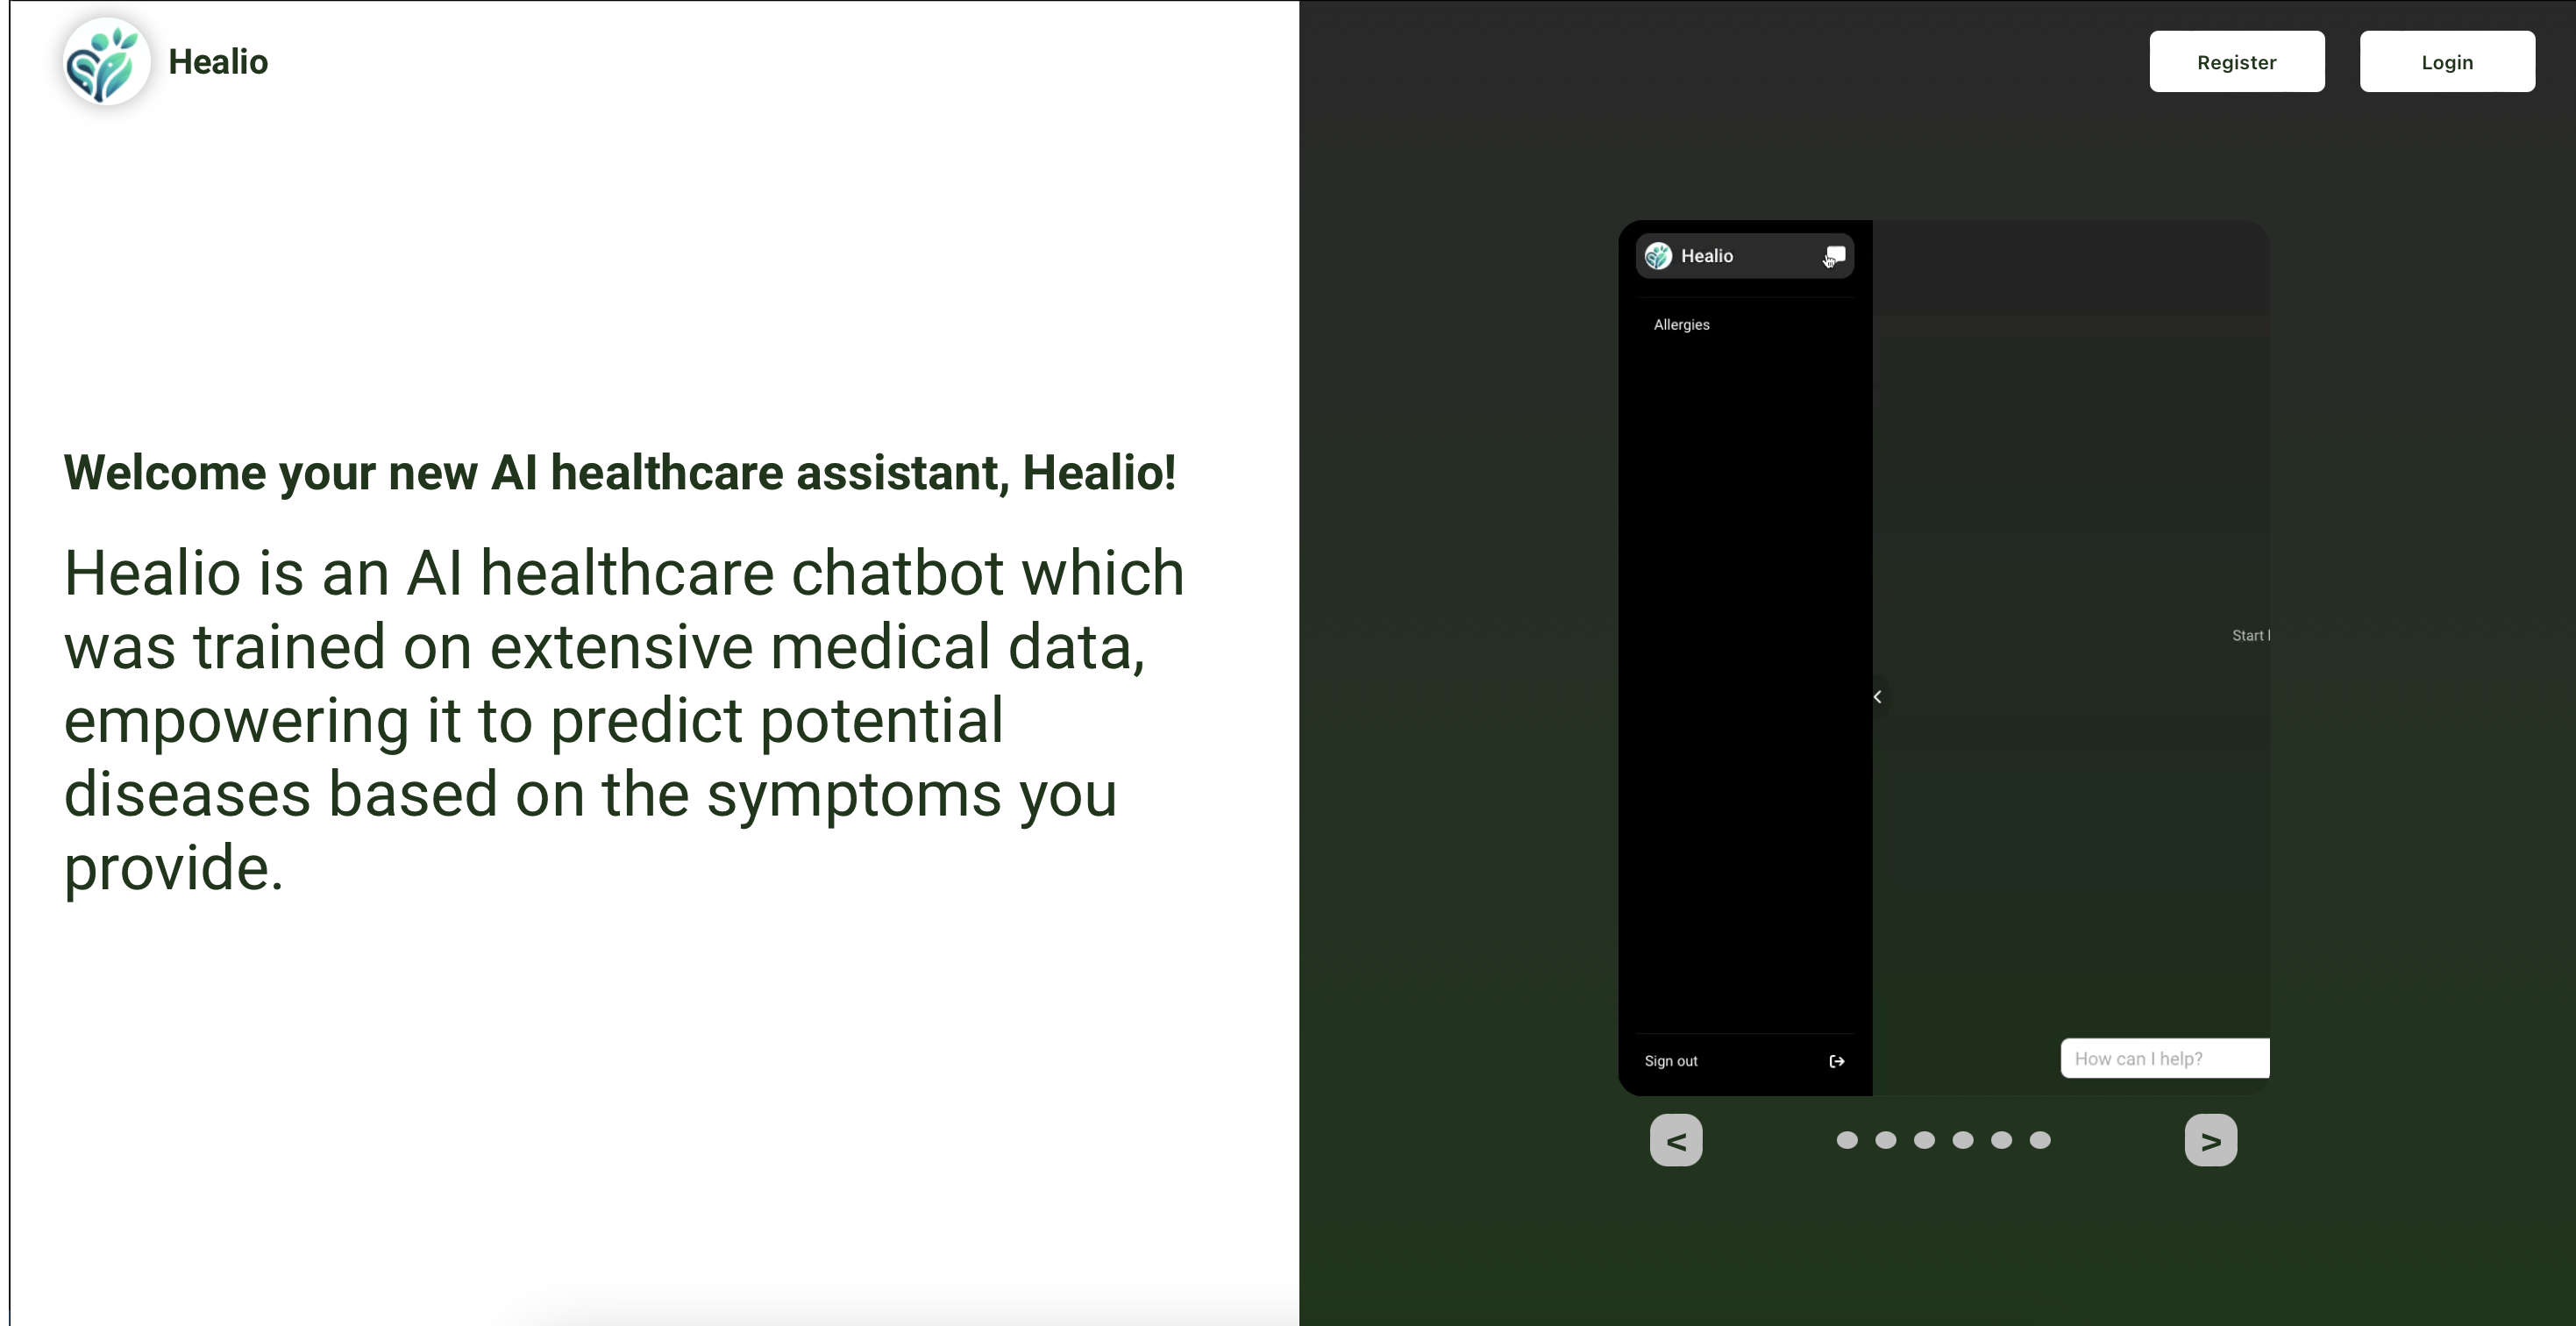 Healio
Register
Login
Welcome your new AI healthcare assistant, Healio!
Healio is an AI healthcare chatbot which
was trained on extensive medical data,
empowering it to predict potential
diseases based on the symptoms you
provide.
Healio
Allergies
Start
Sign out
How can I help?
<
>